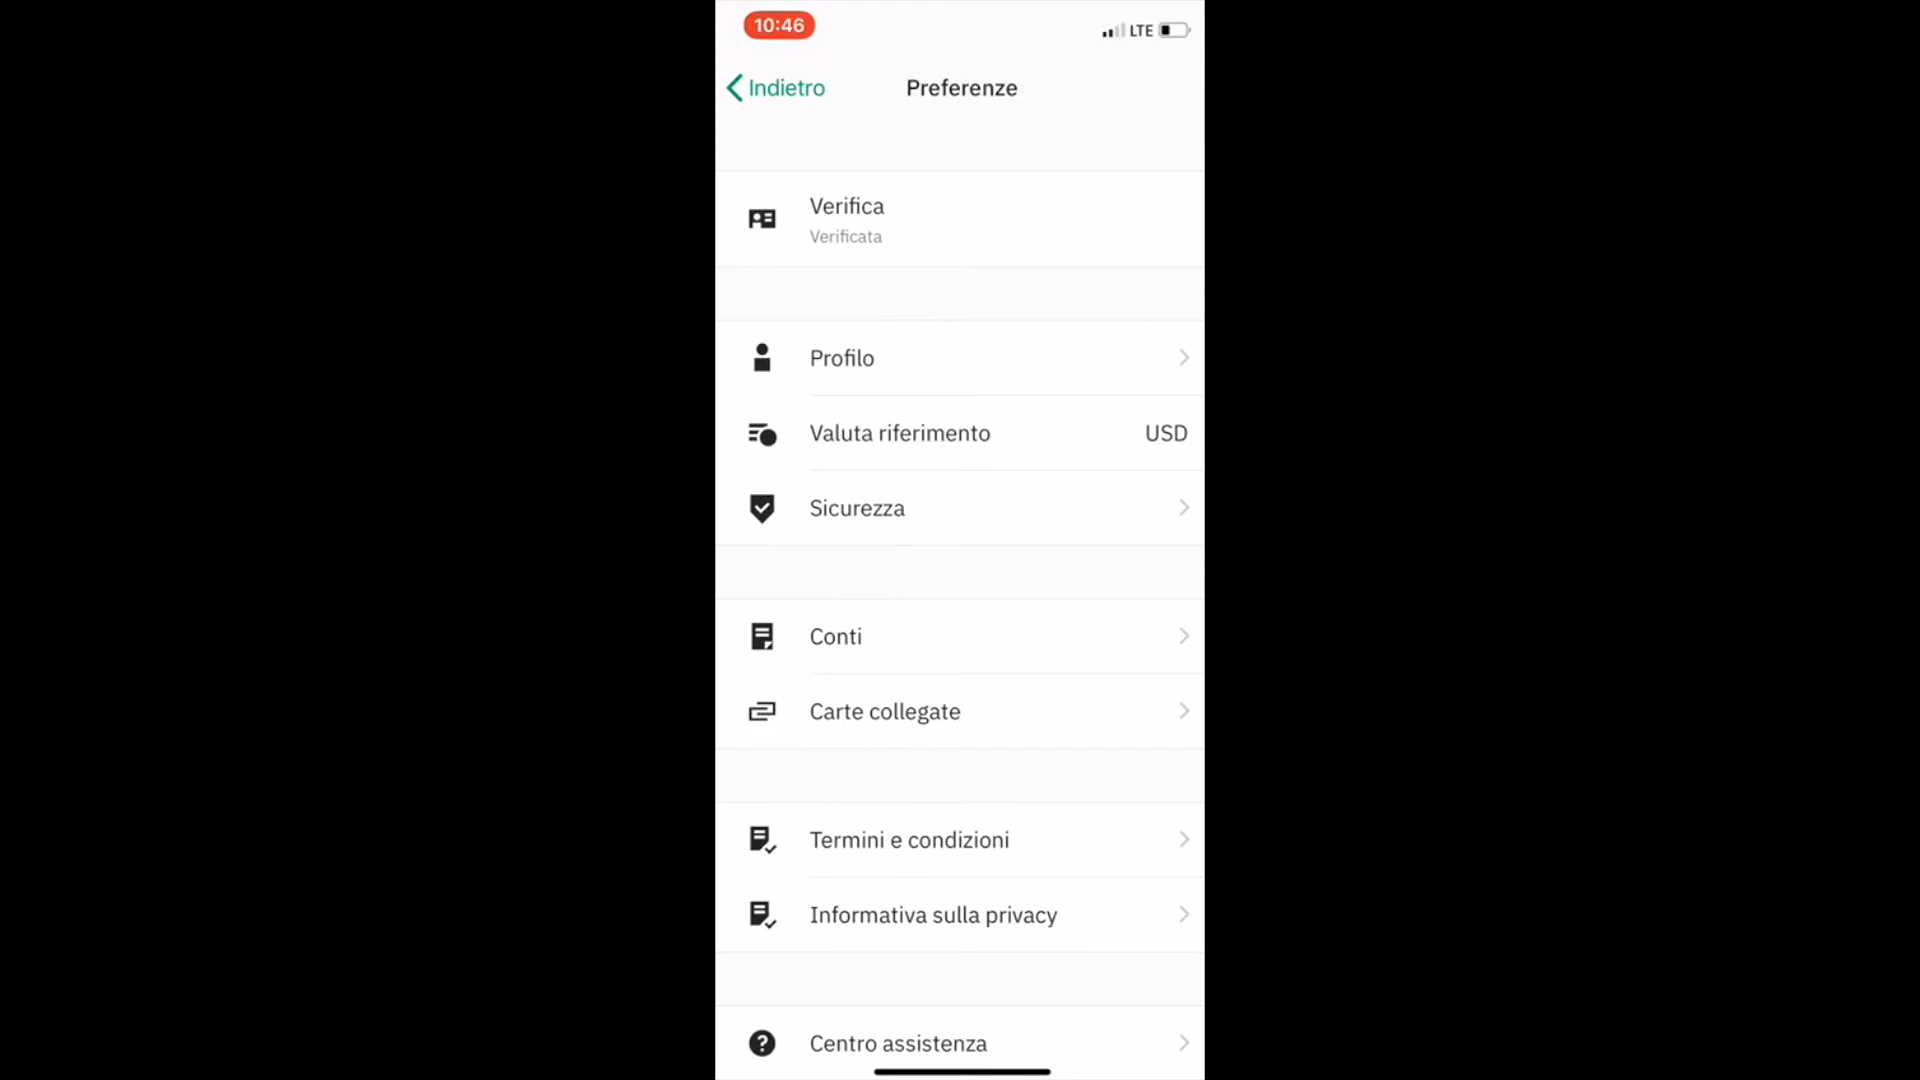 10:46
LTE
Indietro
Preferenze
Verifica
Verificata
Profilo
Valuta riferimento
USD
Sicurezza
Conti
Carte collegate
Termini e condizioni
Informativa sulla privacy
Centro assistenza